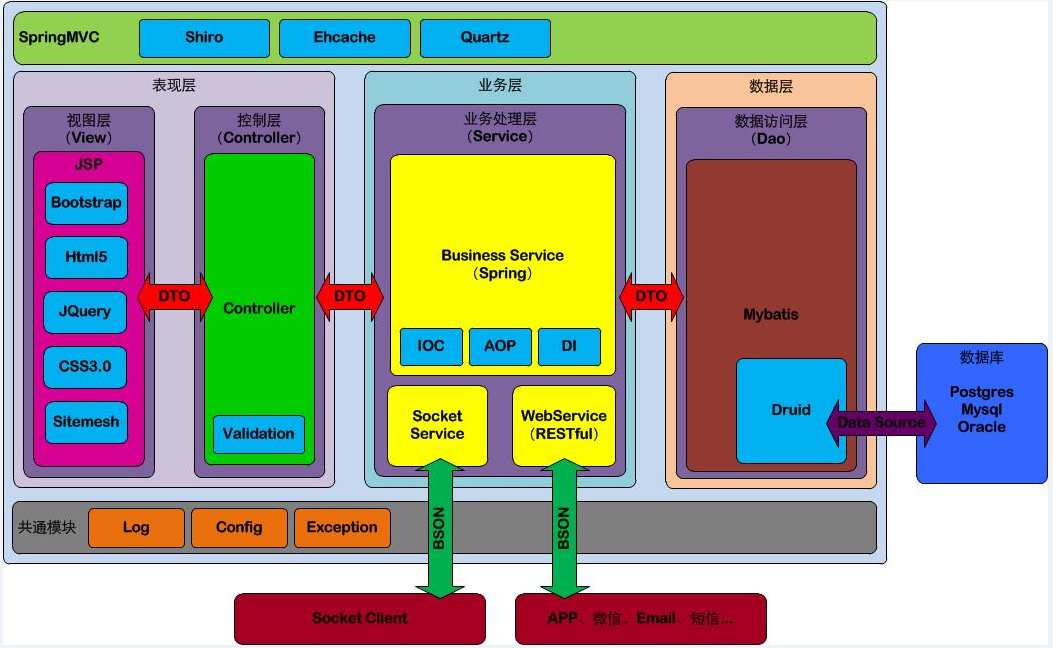 SpringMVC
Shiro
Ehcache
Quartz
表现层
视图层
（View）
JSP
Bootstrap
Html5
JQuery
CSS3.0
Sitemesh
DTO
控制层
（Controller）
Controller
Validation
DTO
业务层
业务处理层
（Service）
Business Service
（Spring）
IOC
AOP
DI
Socket
Service
WebService
（RESTful）
DTO
数据层
数据访问层
（Dao）
Mybatis
Druid
Data Source
数据库
Postgres
Mysql
Oracle
共通模块
Log
Config
Exception
BSON
BSON
Socket Client
APP、微信、Email、短信...